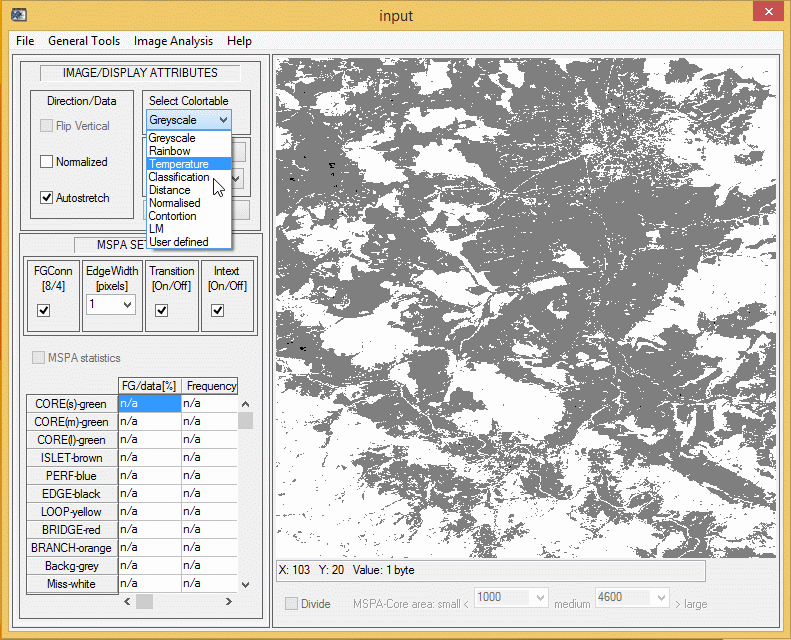 input
File General Tools Image Analysis Help
IMAGE/DISPLAY ATTRIBUTES
Direction/Data
Flip Vertical
Normalized
Autostretch
Select Colortable
Greyscale
Greyscale
Rainbow
Temperature
Classification
Distance
Normalised
Contortion
LM
User defined
MSPA SET
FGConn
[8/4]
EdgeWidth
[pixels]
1
Transition
[On/Off]
Intext
[On/Off]
MSPA statistics
FG/data[%] Frequency
CORE(s)-green n/a n/a
CORE(m)-green n/a n/a
CORE(l)-green n/a n/a
ISLET-brown n/a n/a
PERF-blue n/a n/a
EDGE-black n/a n/a
LOOP-yellow n/a n/a
BRIDGE-red n/a n/a
BRANCH-orange n/a n/a
Backg-grey n/a n/a
Miss-white n/a n/a
X: 103 Y: 20 Value: 1 byte
Divide MSPA-Core area: small < 1000 medium 4600 > large